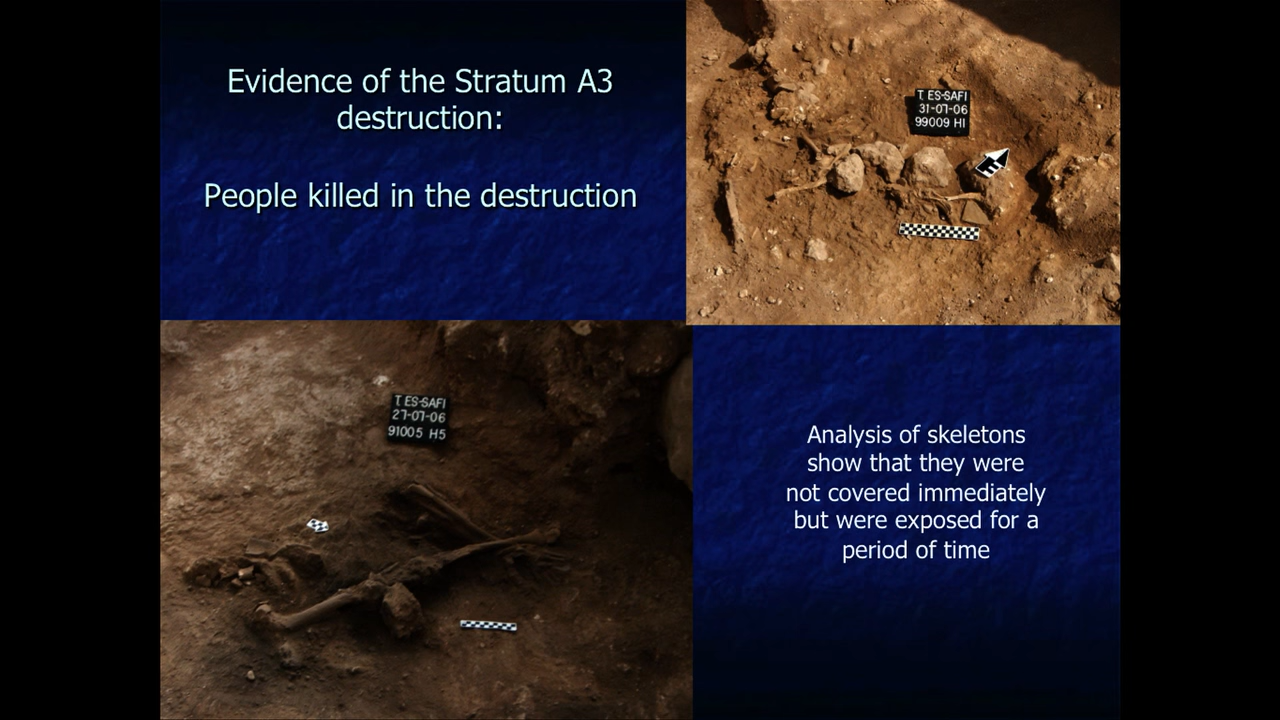 Evidence of the Stratum A3
destruction:
People killed in the destruction
T ES-SAFI
31-07-06
99009 H1
T ES-SAFI
27-07-06
91005 H5
Analysis of skeletons
show that they were
not covered immediately
but were exposed for a
period of time